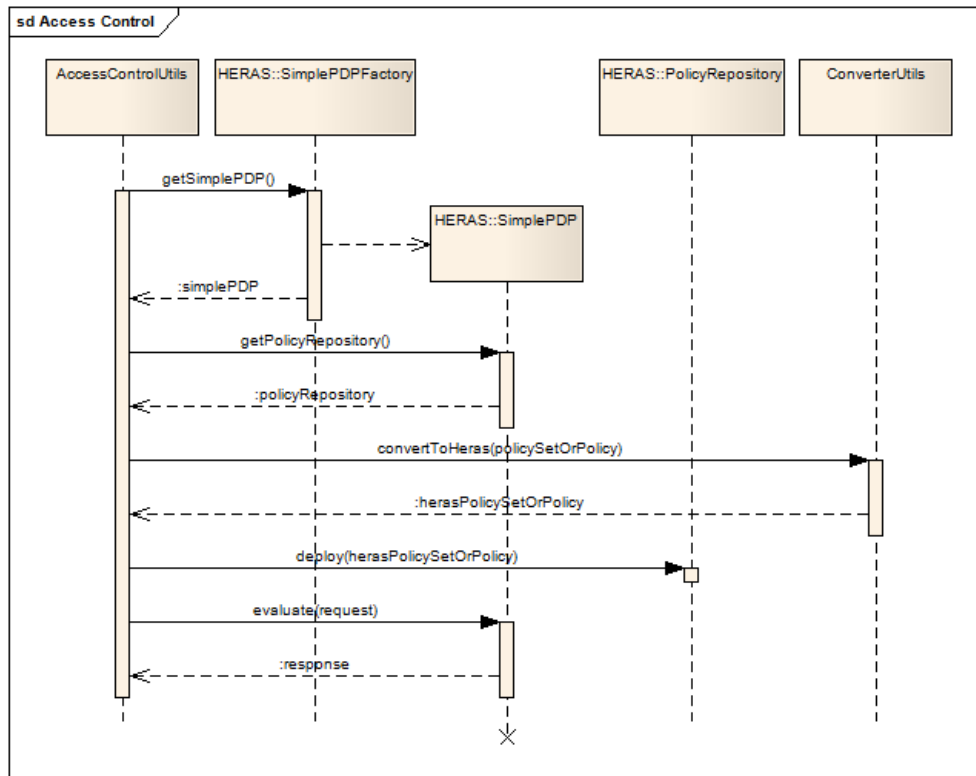 sd Access Control
AccessControlUtils
HERAS::SimplePDPFactory
HERAS::PolicyRepository
ConverterUtils
getSimplePDP()
HERAS::SimplePDP
:simplePDP
getPolicyRepository()
:policyRepository
convertToHeras(policySetOrPolicy)
:herasPolicySetOrPolicy
deploy(herasPolicySetOrPolicy)
evaluate(request)
:response